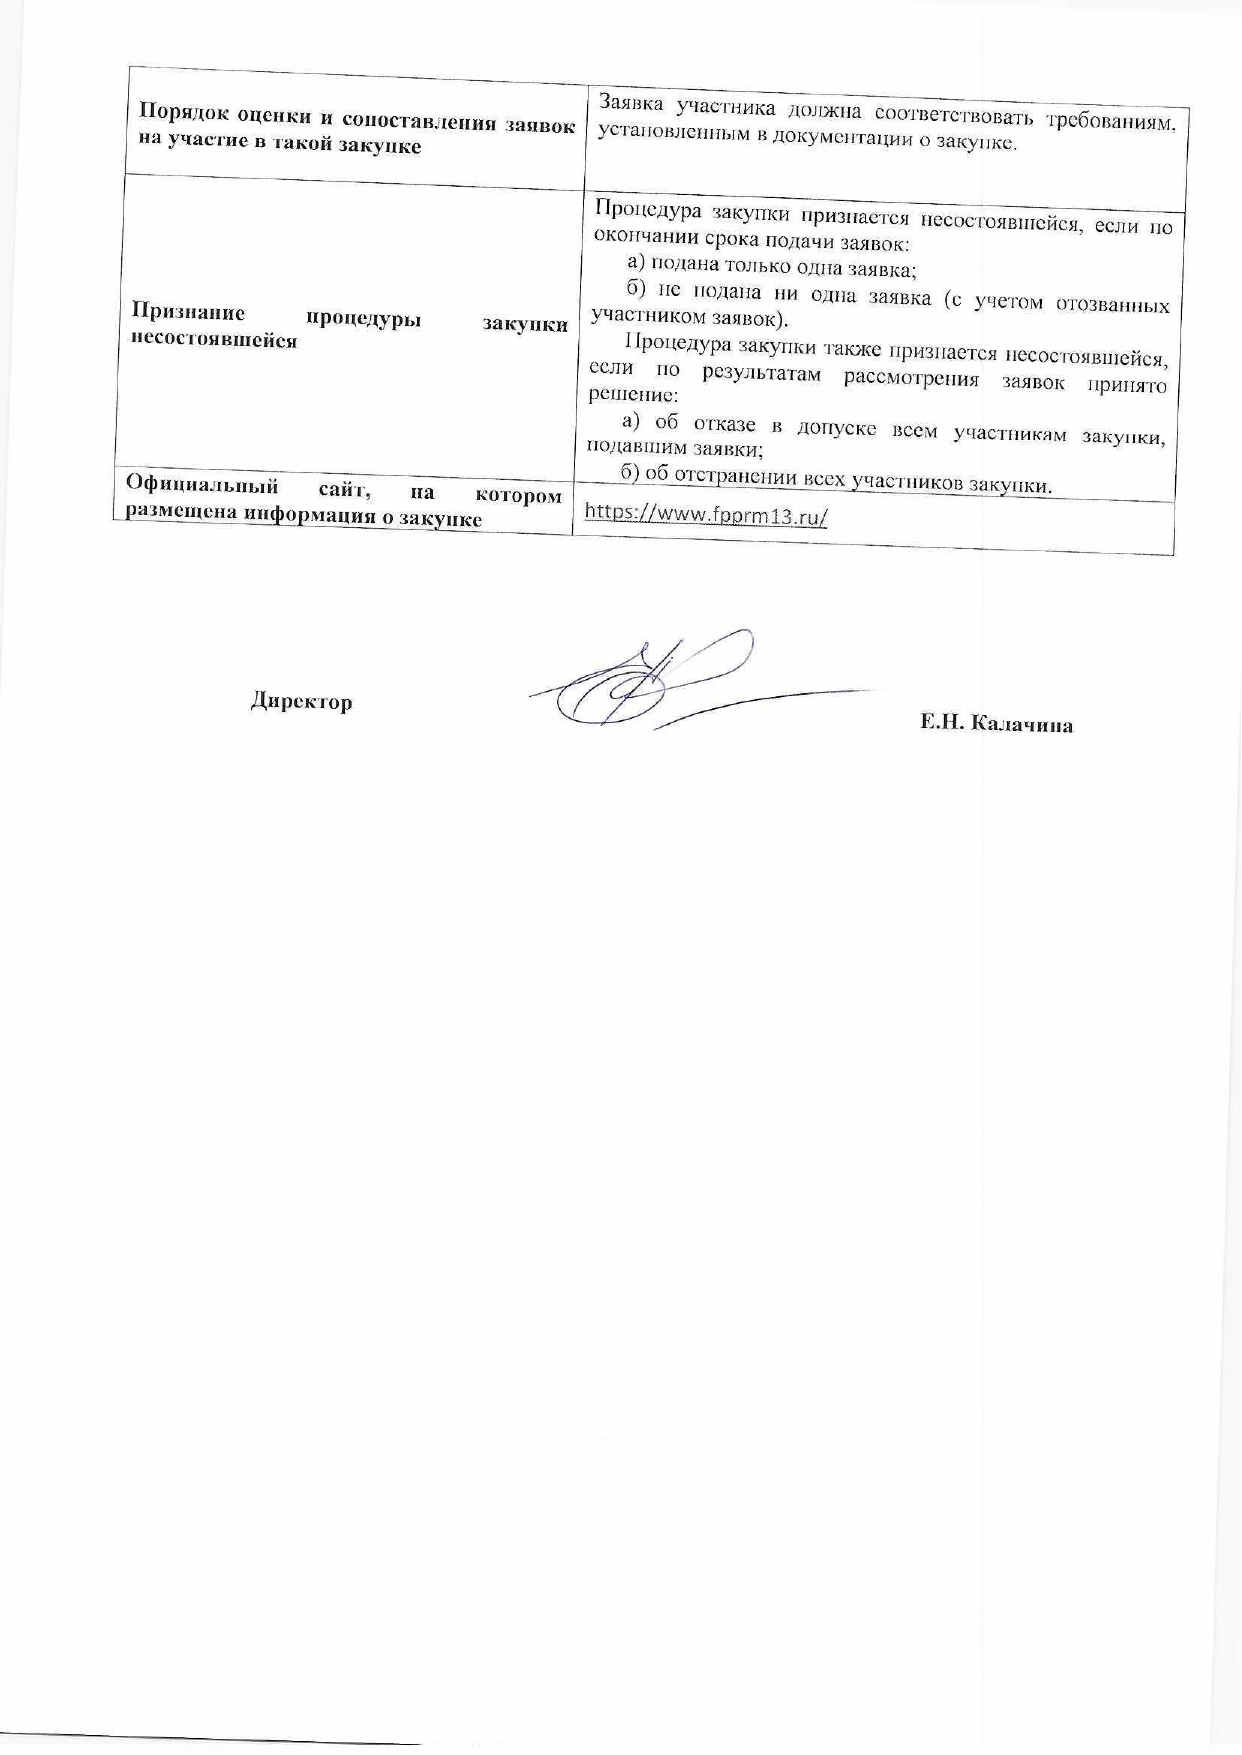 Порядок оценки и сопоставления заявок
на участие в такой закупке
Заявка участника должна соответствовать требованиям,
установленным в документации о закупке.
Признание процедуры закупки
несостоявшейся
Процедура закупки признается несостоявшейся, если по
окончании срока подачи заявок:
а) подана только одна заявка;
б) не подана ни одна заявка (с учетом отозванных
участником заявок).
Процедура закупки также признается несостоявшейся,
если по результатам рассмотрения заявок принято
решение:
а) об отказе в допуске всем участникам закупки,
подавшим заявки;
б) об отстранении всех участников закупки.
Официальный сайт, на котором
размещена информация о закупке
https://www.fpprm13.ru/
Директор
Е.Н. Калачина